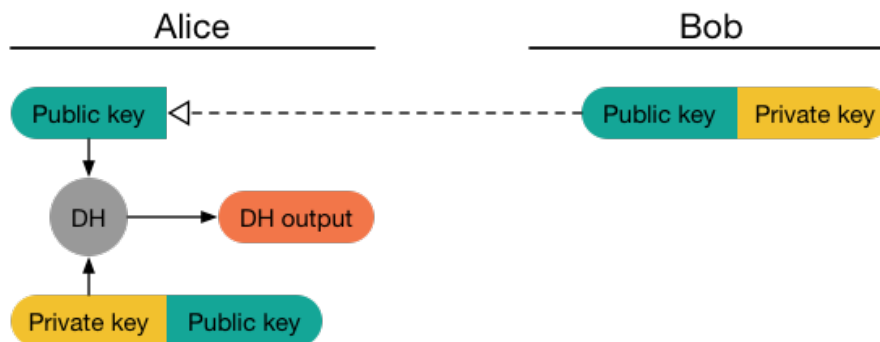 Alice
Bob
Public key
Public key
Private key
DH
DH output
Private key
Public key